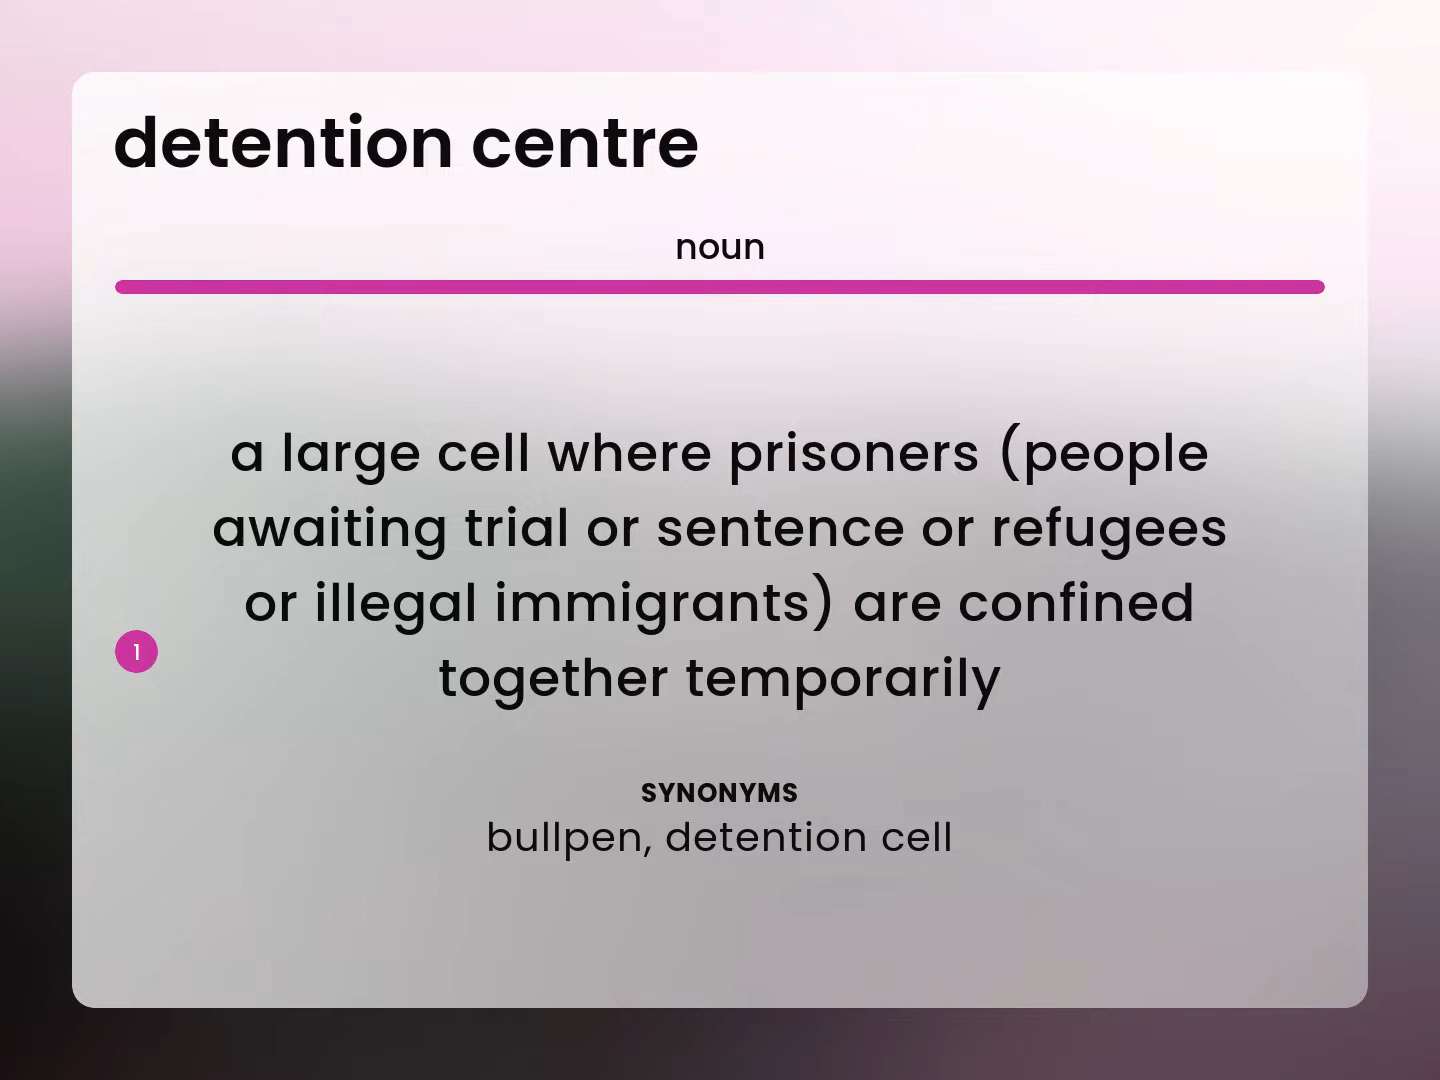 detention centre
noun
a large cell where prisoners (people
awaiting trial or sentence or refugees
or illegal immigrants) are confined
1
together temporarily
SYNONYMS
bullpen, detention cell